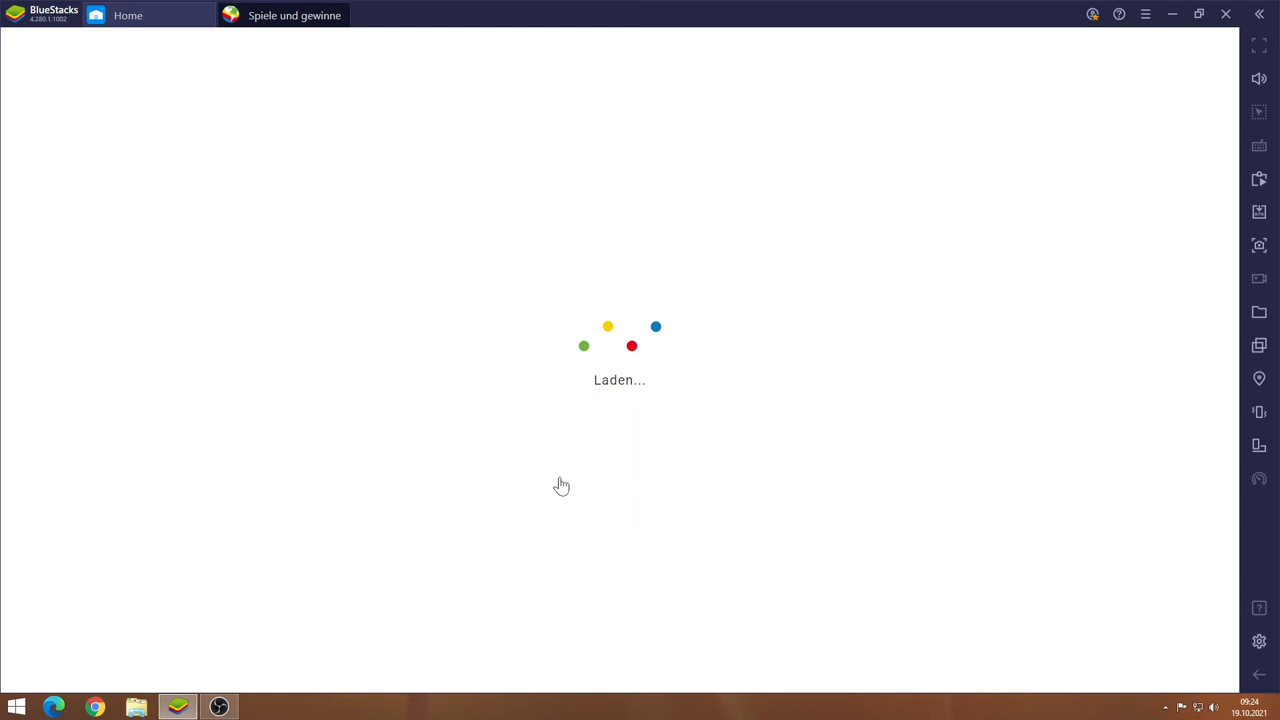 BlueStacks
4.280.1.1002
Home
Spiele und gewinne
Laden...
09:24
19.10.2021